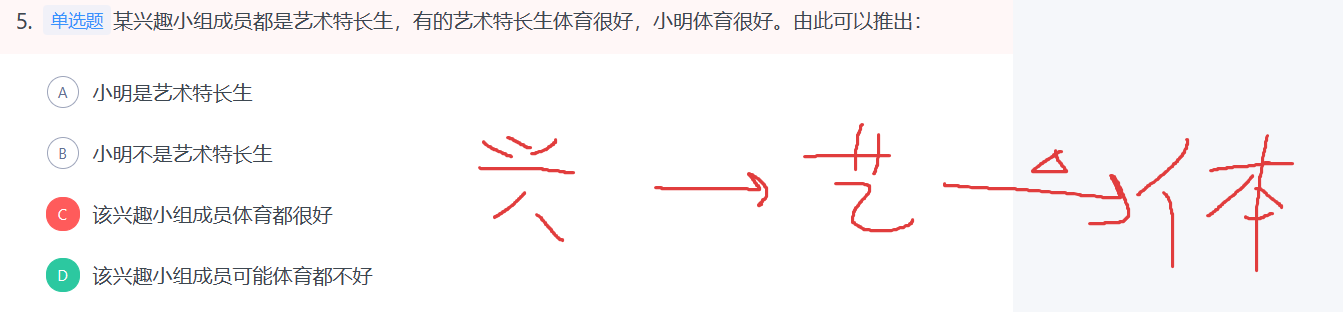 5. 单选题 某兴趣小组成员都是艺术特长生，有的艺术特长生体育很好，小明体育很好。由此可以推出：
A 小明是艺术特长生
B 小明不是艺术特长生
C 该兴趣小组成员体育都很好
D 该兴趣小组成员可能体育都不好
兴 → 艺 → 体